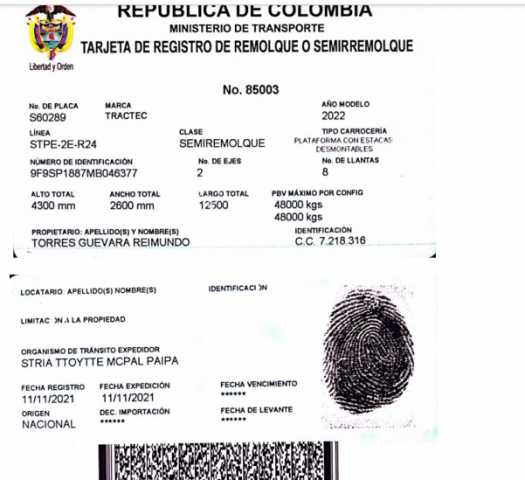 REPÚBLICA DE COLOMBIA
MINISTERIO DE TRANSPORTE
TARJETA DE REGISTRO DE REMOLQUE O SEMIRREMOLQUE
Libertad y Orden
No. 85003
No. DE PLACA MARCA AÑO MODELO
S60289 TRACTEC 2022
LÍNEA CLASE TIPO CARROCERÍA
STPE-2E-R24 SEMIREMOLQUE PLATAFORMA CON ESTACAS
DESMONTABLES
NÚMERO DE IDENTIFICACIÓN No. DE EJES No. DE LLANTAS
9F9SP1887MB046377 2 8
ALTO TOTAL ANCHO TOTAL LARGO TOTAL PBV MÁXIMO POR CONFIG
4300 mm 2600 mm 12500 48000 kgs
48000 kgs
PROPIETARIO: APELLIDO(S) Y NOMBRE(S) IDENTIFICACIÓN
TORRES GUEVARA REIMUNDO C.C. 7.218.316
LOCATARIO: APELLIDO(S) NOMBRE(S) IDENTIFICACI ÓN
LIMITAC ÓN A LA PROPIEDAD
ORGANISMO DE TRÁNSITO EXPEDIDOR
STRIA TTOYTTE MCPAL PAIPA
FECHA REGISTRO FECHA EXPEDICIÓN FECHA VENCIMIENTO
11/11/2021 11/11/2021 ******
ORIGEN DEC. IMPORTACIÓN FECHA DE LEVANTE
NACIONAL ****** ******